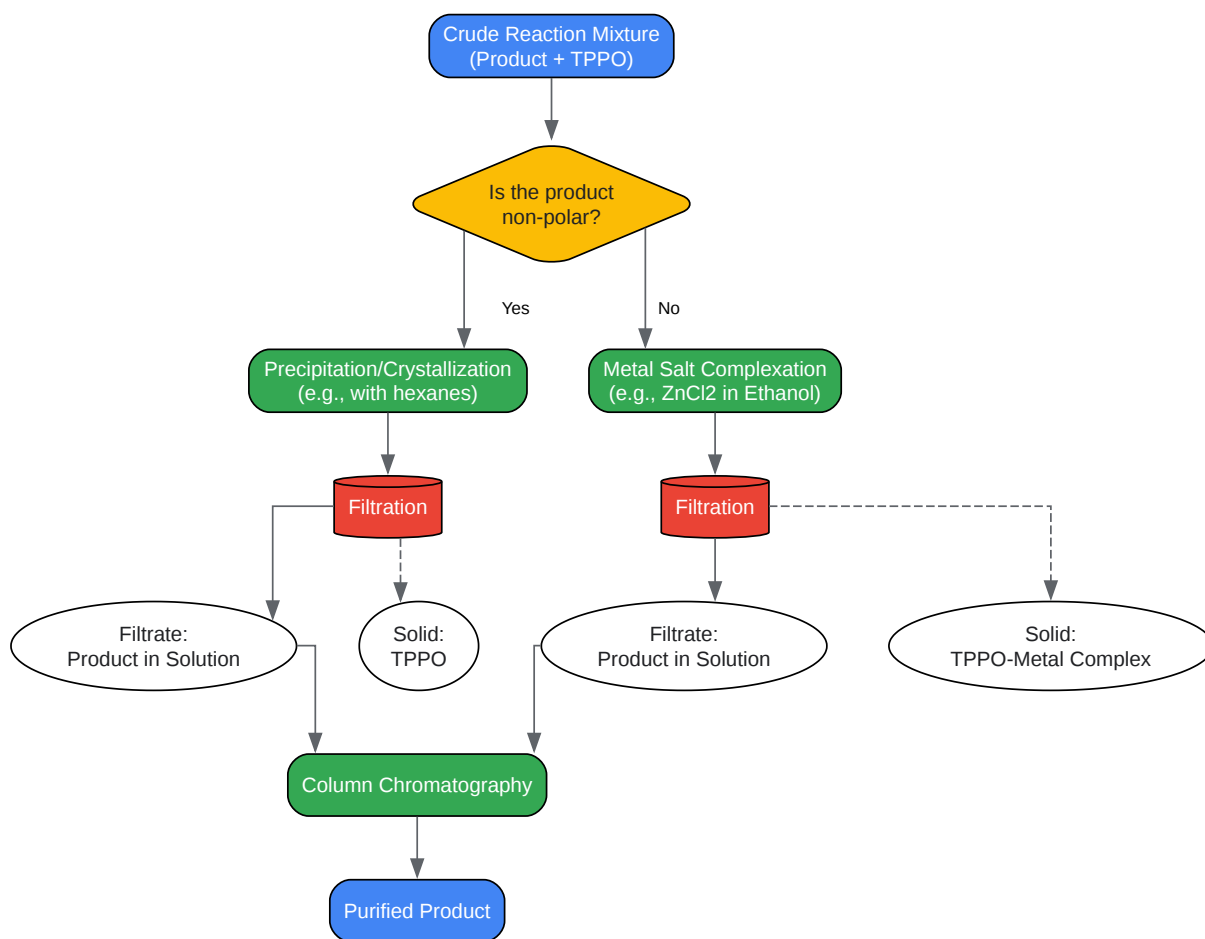 Crude Reaction Mixture
(Product + TPPO)
Is the product
non-polar?
Yes
No
Precipitation/Crystallization
(e.g., with hexanes)
Metal Salt Complexation
(e.g., ZnCl2 in Ethanol)
Filtration
Filtration
Filtrate:
Product in Solution
Solid:
TPPO
Filtrate:
Product in Solution
Solid:
TPPO-Metal Complex
Column Chromatography
Purified Product